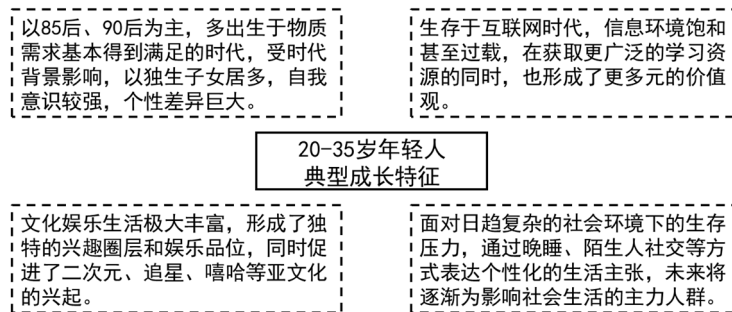 以85后、90后为主，多出生于物质
需求基本得到满足的时代，受时代
背景影响，以独生子女居多，自我
意识较强，个性差异巨大。
生存于互联网时代，信息环境饱和
甚至过载，在获取更广泛的学习资
源的同时，也形成了更多元的价值
观。
20-35岁年轻人
典型成长特征
文化娱乐生活极大丰富，形成了独
特的兴趣圈层和娱乐品位，同时促
进了二次元、追星、嘻哈等亚文化
的兴起。
面对日趋复杂的社会环境下的生存
压力，通过晚睡、陌生人社交等方
式表达个性化的生活主张，未来将
逐渐为影响社会生活的主力人群。